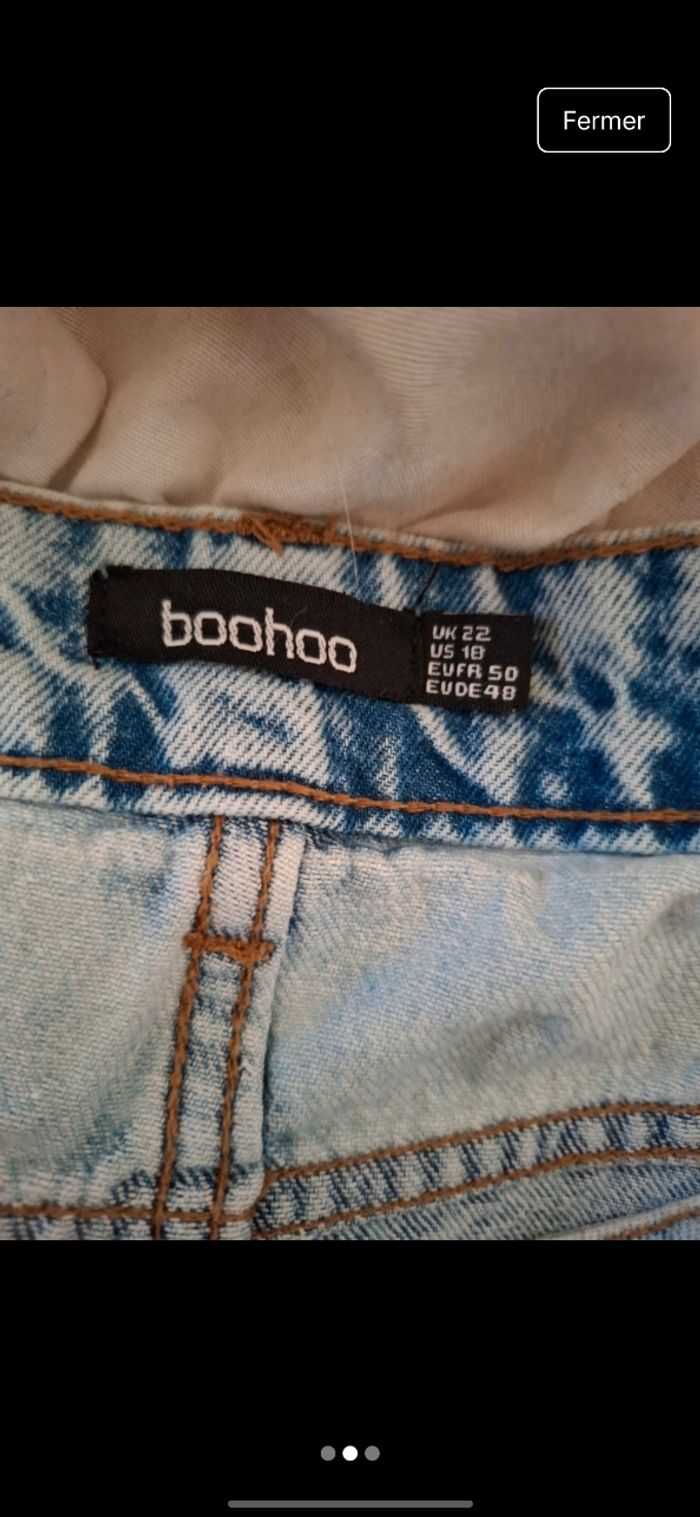 Fermer
boohoo
UK 22
US 18
EUFR 50
EUDE48